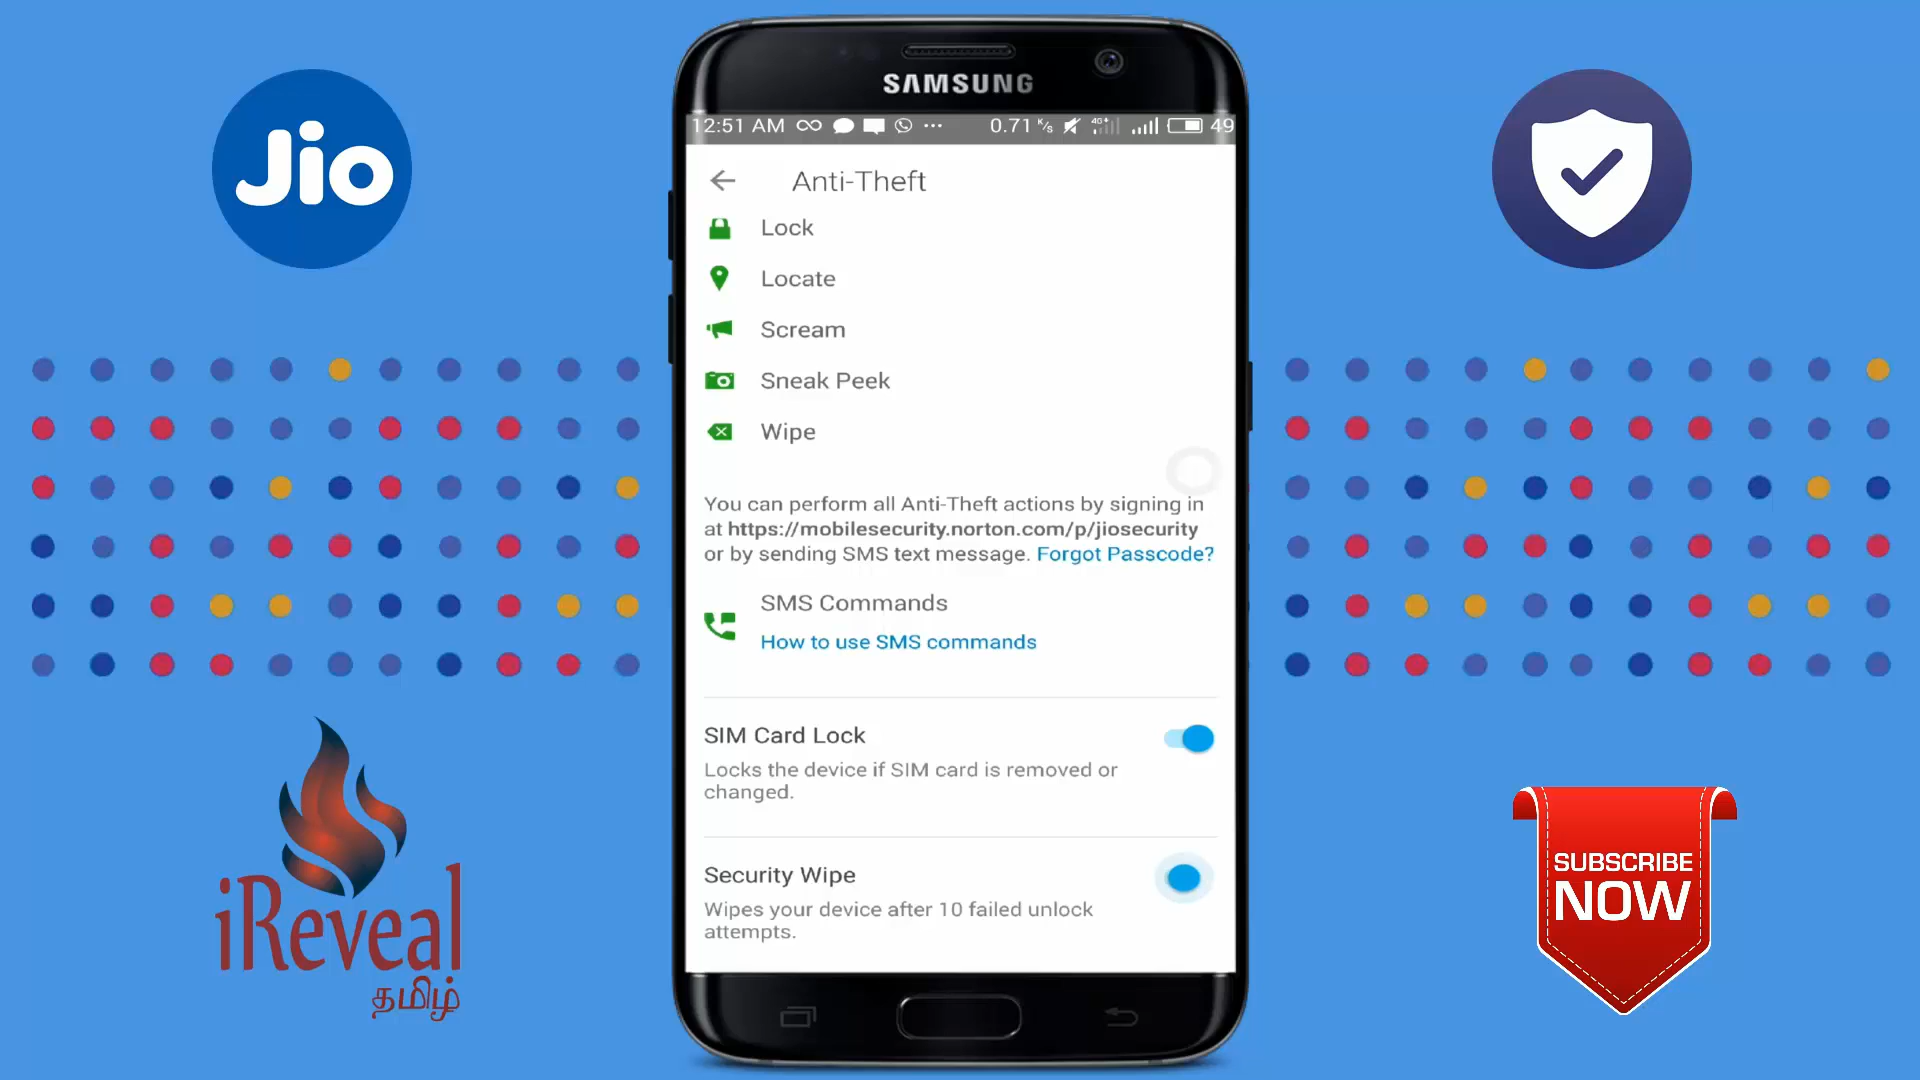 Jio
SAMSUNG
12:51 AM
0.71 K/s
4G+
49
Anti-Theft
Lock
Locate
Scream
Sneak Peek
Wipe
You can perform all Anti-Theft actions by signing in
at https://mobilesecurity.norton.com/p/jiosecurity
or by sending SMS text message. Forgot Passcode?
SMS Commands
How to use SMS commands
SIM Card Lock
Locks the device if SIM card is removed or
changed.
Security Wipe
Wipes your device after 10 failed unlock
attempts.
iReveal
தமிழ்
SUBSCRIBE
NOW